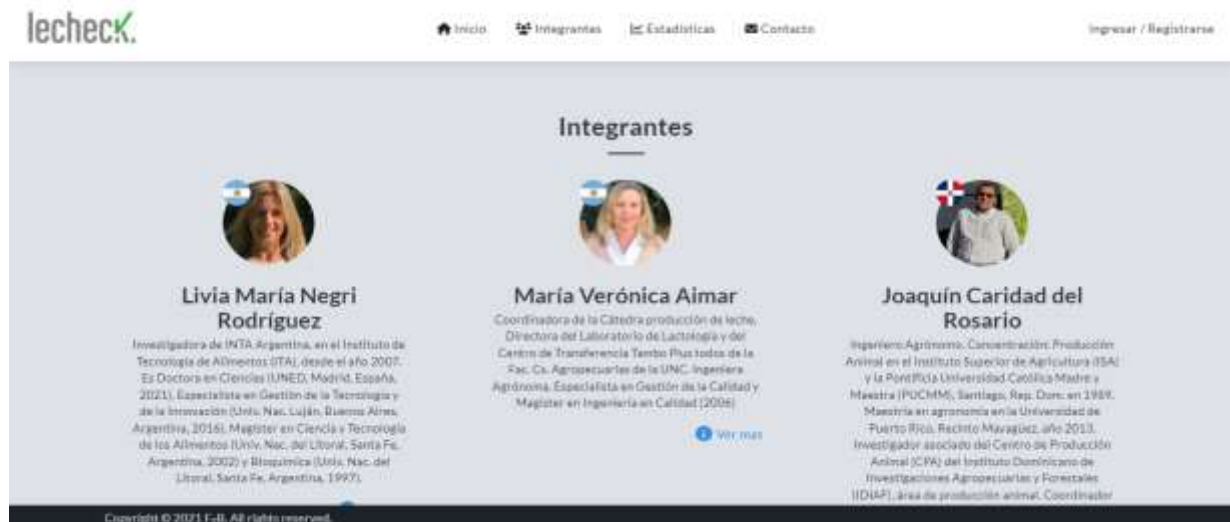 lecheck.
Inicio Integrantes Estadísticas Contacto Ingresar / Registrarse
Integrantes
Livia María Negri
Rodríguez
Investigadora de INTA Argentina, en el Instituto de
Tecnología de Alimentos (ITA), desde el año 2007.
Es Doctora en Ciencias (UNED, Madrid, España,
2021), Especialista en Gestión de la Tecnología y
de la Innovación (Univ. Nac. Luján, Buenos Aires,
Argentina, 2016), Magister en Ciencia y Tecnología
de los Alimentos (Univ. Nac. del Litoral, Santa Fe,
Argentina, 2002) y Bioquímica (Univ. Nac. del
Litoral, Santa Fe, Argentina, 1997).
María Verónica Aimar
Coordinadora de la Cátedra producción de leche,
Directora del Laboratorio de Lactología y del
Centro de Transferencia Tambo Plus todos de la
Fac. Cs. Agropecuarias de la UNC. Ingeniera
Agrónoma, Especialista en Gestión de la Calidad y
Magister en Ingeniería en Calidad (2006)
Ver mas
Joaquín Caridad del
Rosario
Ingeniero Agrónomo. Concentración: Producción
Animal en el Instituto Superior de Agricultura (ISA)
y la Pontificia Universidad Católica Madre y
Maestra (PUCMM), Santiago, Rep. Dom. en 1989.
Maestría en agronomía en la Universidad de
Puerto Rico, Recinto Mayagüez, año 2013.
Investigador asociado del Centro de Producción
Animal (CPA) del Instituto Dominicano de
Investigaciones Agropecuarias y Forestales
(IDIAF), área de producción animal. Coordinador
Copyright © 2021 F&B. All rights reserved.